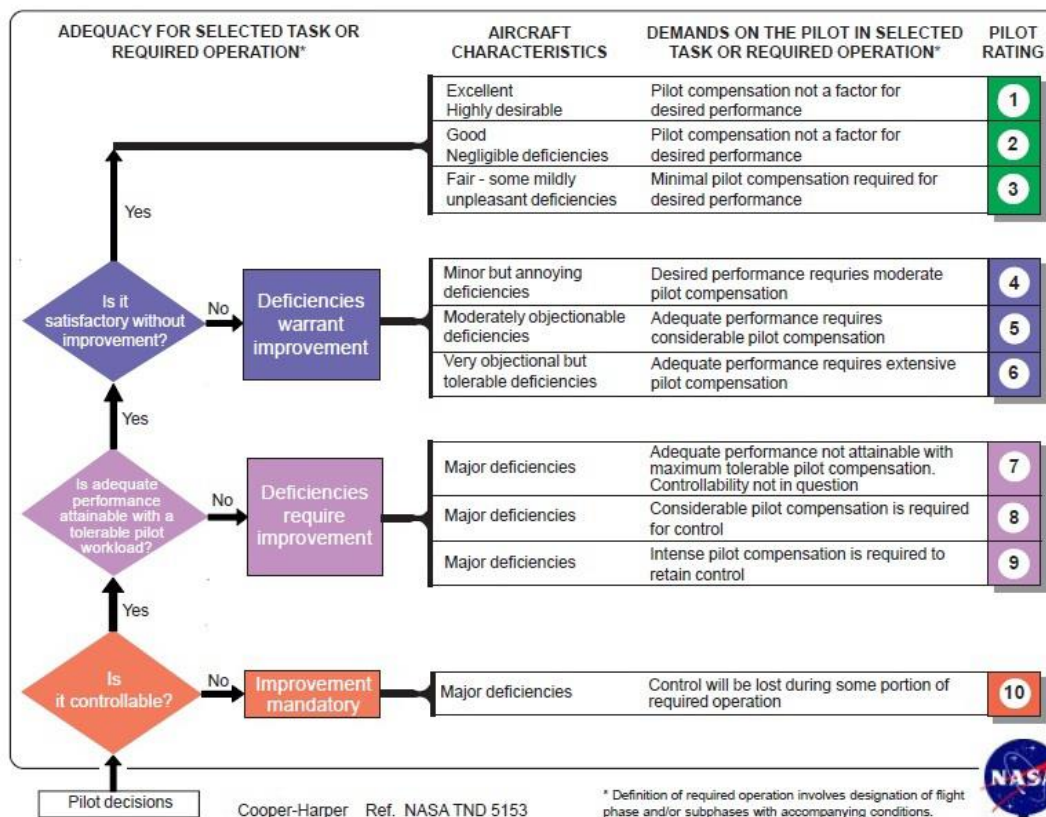 ADEQUACY FOR SELECTED TASK OR
REQUIRED OPERATION*
AIRCRAFT
CHARACTERISTICS
DEMANDS ON THE PILOT IN SELECTED
TASK OR REQUIRED OPERATION*
PILOT
RATING
Excellent
Highly desirable
Pilot compensation not a factor for
desired performance
1
Good
Negligible deficiencies
Pilot compensation not a factor for
desired performance
2
Fair - some mildly
unpleasant deficiencies
Minimal pilot compensation required for
desired performance
3
Yes
Is it
satisfactory without
improvement?
No
Deficiencies
warrant
improvement
Minor but annoying
deficiencies
Desired performance requries moderate
pilot compensation
4
Moderately objectionable
deficiencies
Adequate performance requires
considerable pilot compensation
5
Very objectional but
tolerable deficiencies
Adequate performance requires extensive
pilot compensation
6
Yes
Is adequate
performance
attainable with a
tolerable pilot
workload?
No
Deficiencies
require
improvement
Major deficiencies
Adequate performance not attainable with
maximum tolerable pilot compensation.
Controllability not in question
7
Major deficiencies
Considerable pilot compensation is required
for control
8
Major deficiencies
Intense pilot compensation is required to
retain control
9
Yes
Is
it controllable?
No
Improvement
mandatory
Major deficiencies
Control will be lost during some portion of
required operation
10
Pilot decisions
Cooper-Harper Ref. NASA TND 5153
* Definition of required operation involves designation of flight
phase and/or subphases with accompanying conditions.
NASA